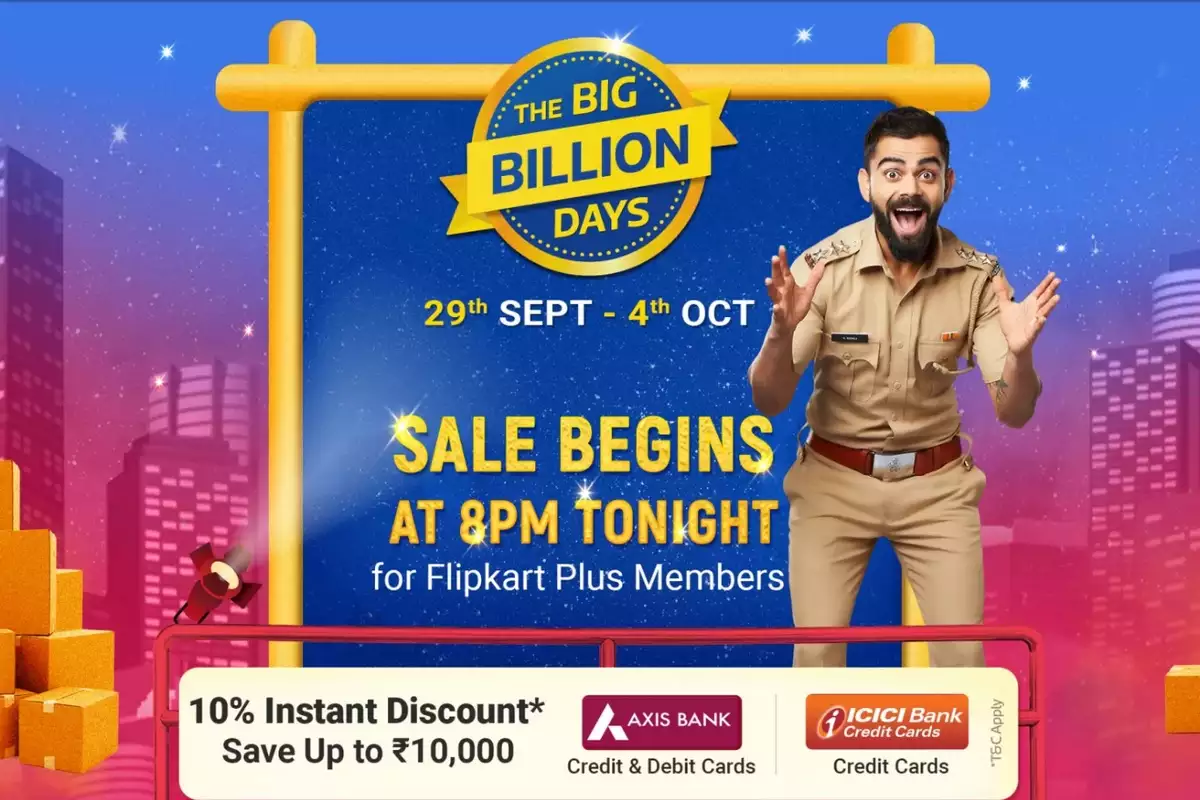 THE BIG
BILLION
DAYS
29th SEPT - 4th OCT
SALE BEGINS
AT 8PM TONIGHT
for Flipkart Plus Members
10% Instant Discount*
Save Up to ₹10,000
AXIS BANK
Credit & Debit Cards
ICICI Bank
Credit Cards
Credit Cards
*T&C Apply